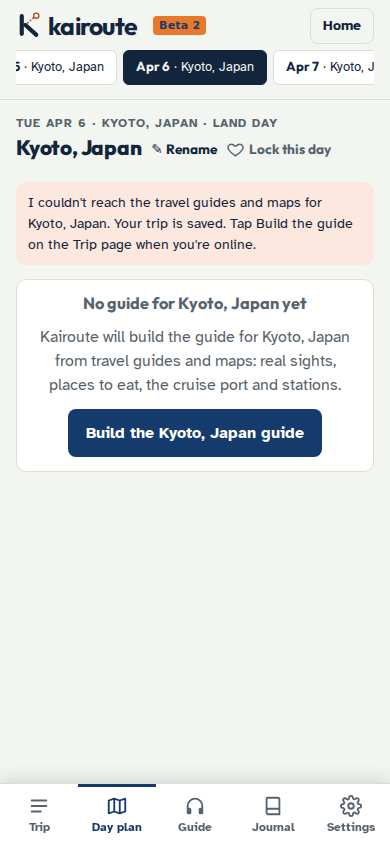 kairoute
Beta 2
Home
5 · Kyoto, Japan
Apr 6 · Kyoto, Japan
Apr 7 · Kyoto, J
TUE APR 6 · KYOTO, JAPAN · LAND DAY
Kyoto, Japan ✎ Rename Lock this day
I couldn't reach the travel guides and maps for
Kyoto, Japan. Your trip is saved. Tap Build the guide
on the Trip page when you're online.
No guide for Kyoto, Japan yet
Kairoute will build the guide for Kyoto, Japan
from travel guides and maps: real sights,
places to eat, the cruise port and stations.
Build the Kyoto, Japan guide
Trip
Day plan
Guide
Journal
Settings